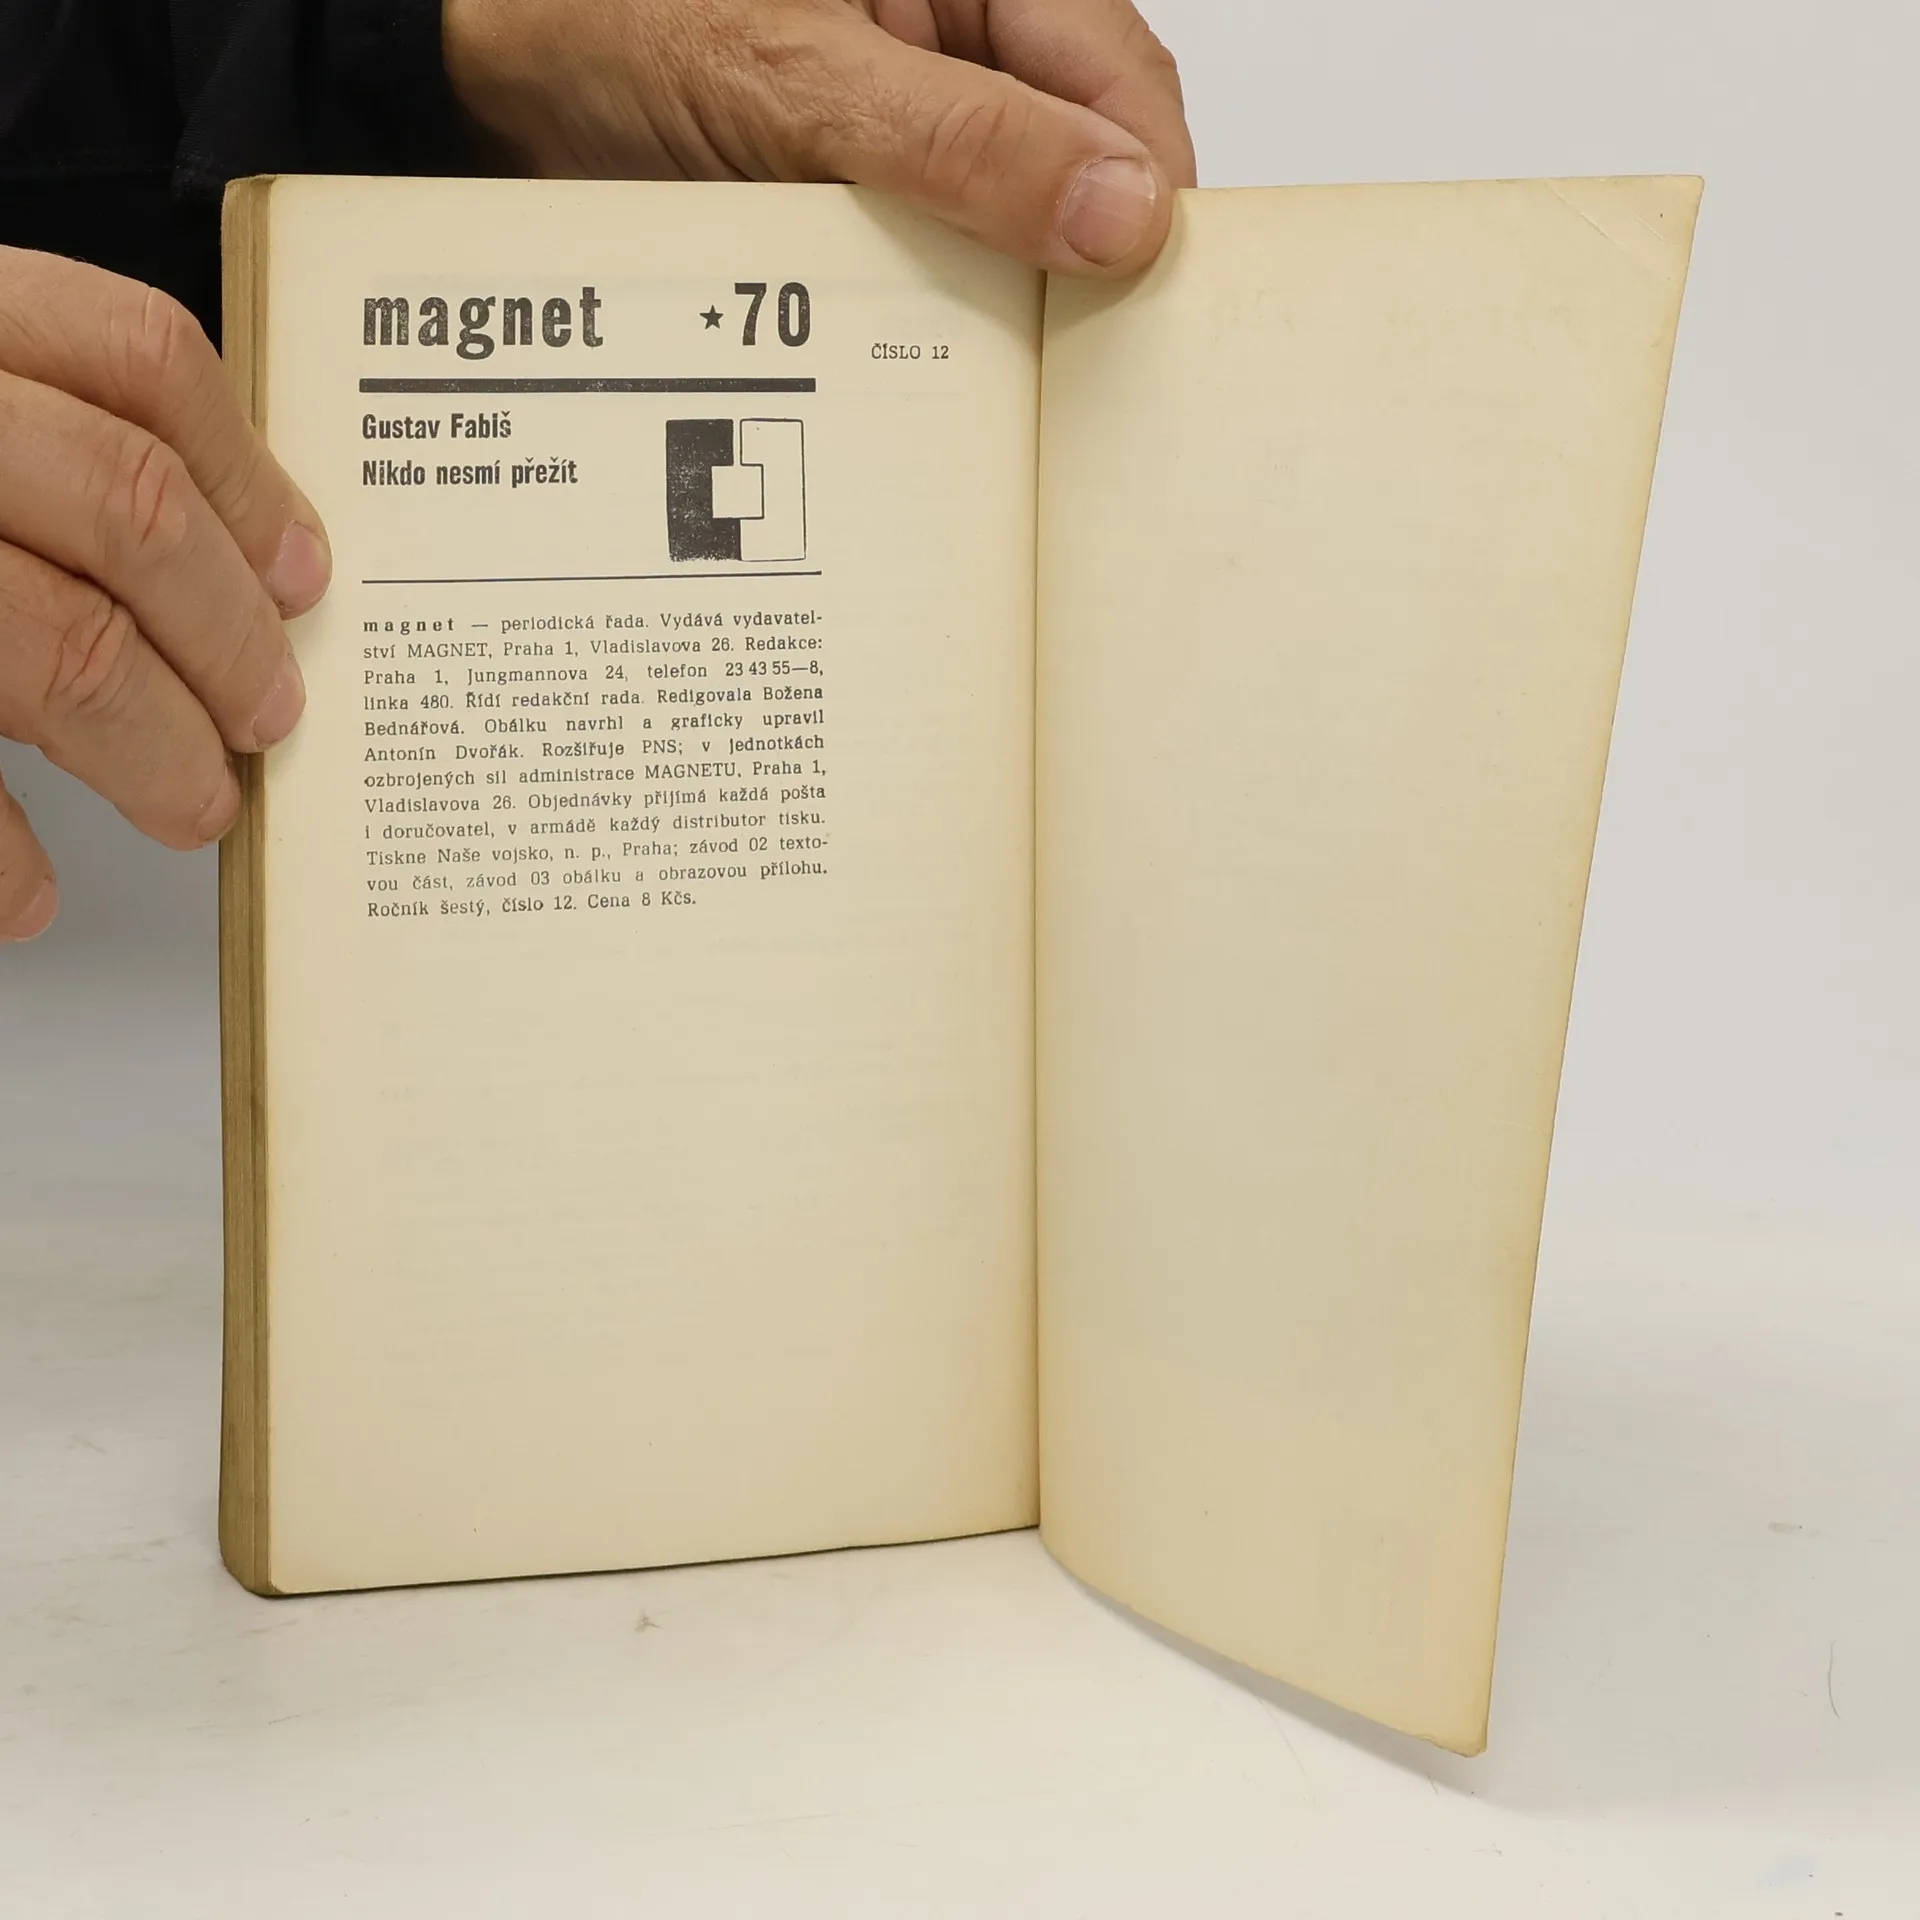 magnet ★70
ČÍSLO 12
Gustav Fabiš
Nikdo nesmí přežít
magnet — periodická řada. Vydává vydavatel-
ství MAGNET, Praha 1, Vladislavova 26. Redakce:
Praha 1, Jungmannova 24, telefon 23 43 55—8,
linka 480. Řídí redakční rada. Redigovala Božena
Bednářová. Obálku navrhl a graficky upravil
Antonín Dvořák. Rozšiřuje PNS; v jednotkách
ozbrojených sil administrace MAGNETU, Praha 1,
Vladislavova 26. Objednávky přijímá každá pošta
i doručovatel, v armádě každý distributor tisku.
Tiskne Naše vojsko, n. p., Praha; závod 02 texto-
vou část, závod 03 obálku a obrazovou přílohu.
Ročník šestý, číslo 12. Cena 8 Kčs.